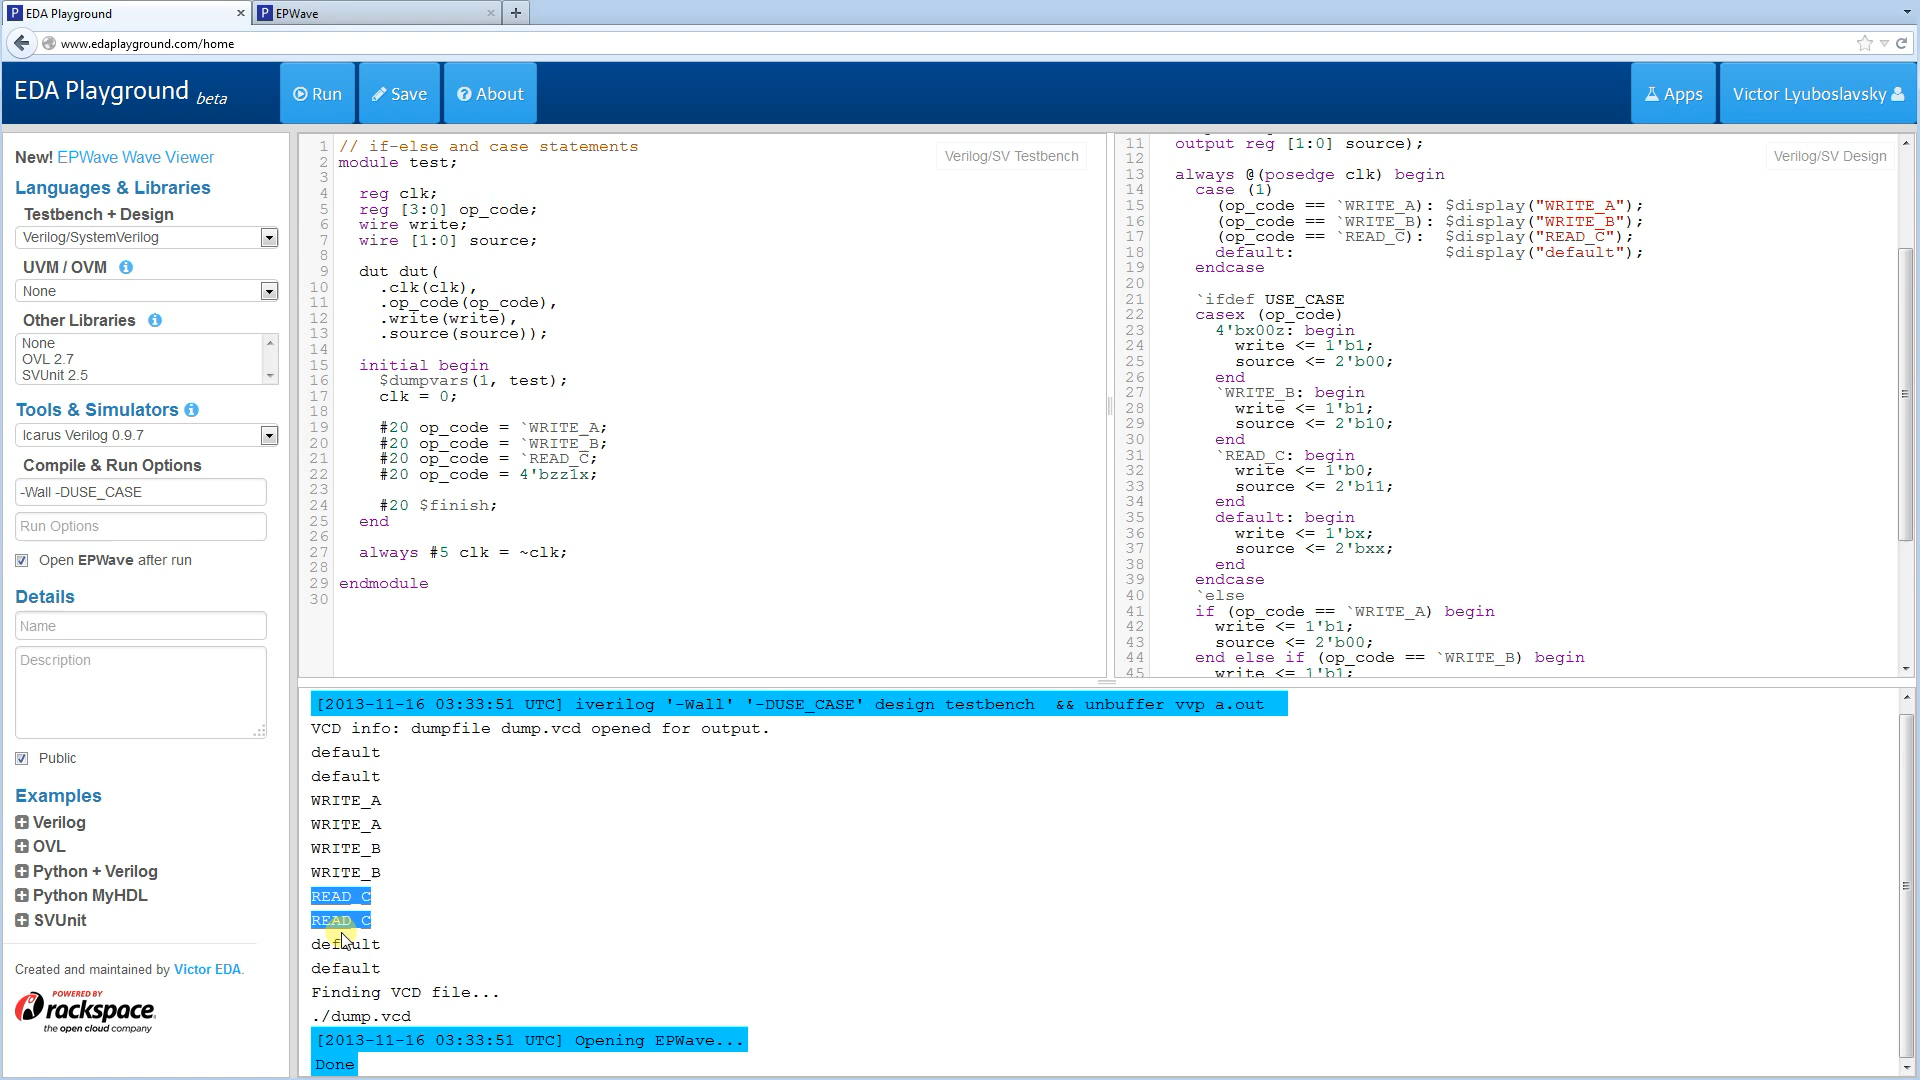 EDA Playground
EPWave
www.edaplayground.com/home
EDA Playground beta
Run
Save
About
Apps
Victor Lyuboslavsky
New! EPWave Wave Viewer
Languages & Libraries
Testbench + Design
Verilog/SystemVerilog
UVM / OVM
None
Other Libraries
None
OVL 2.7
SVUnit 2.5
Tools & Simulators
Icarus Verilog 0.9.7
Compile & Run Options
-Wall -DUSE_CASE
Run Options
Open EPWave after run
Details
Name
Description
Public
Examples
Verilog
OVL
Python + Verilog
Python MyHDL
SVUnit
Created and maintained by Victor EDA.
POWERED BY
rackspace.
the open cloud company
Verilog/SV Testbench
1 // if-else and case statements
2 module test;
3
4 reg clk;
5 reg [3:0] op_code;
6 wire write;
7 wire [1:0] source;
8
9 dut dut(
10 .clk(clk),
11 .op_code(op_code),
12 .write(write),
13 .source(source));
14
15 initial begin
16 $dumpvars(1, test);
17 clk = 0;
18
19 #20 op_code = `WRITE_A;
20 #20 op_code = `WRITE_B;
21 #20 op_code = `READ_C;
22 #20 op_code = 4'bzz1x;
23
24 #20 $finish;
25 end
26
27 always #5 clk = ~clk;
28
29 endmodule
30
Verilog/SV Design
11 output reg [1:0] source);
12
13 always @(posedge clk) begin
14 case (1)
15 (op_code == `WRITE_A): $display("WRITE_A");
16 (op_code == `WRITE_B): $display("WRITE_B");
17 (op_code == `READ_C): $display("READ_C");
18 default: $display("default");
19 endcase
20
21 `ifdef USE_CASE
22 casex (op_code)
23 4'bx00z: begin
24 write <= 1'b1;
25 source <= 2'b00;
26 end
27 `WRITE_B: begin
28 write <= 1'b1;
29 source <= 2'b10;
30 end
31 `READ_C: begin
32 write <= 1'b0;
33 source <= 2'b11;
34 end
35 default: begin
36 write <= 1'bx;
37 source <= 2'bxx;
38 end
39 endcase
40 `else
41 if (op_code == `WRITE_A) begin
42 write <= 1'b1;
43 source <= 2'b00;
44 end else if (op_code == `WRITE_B) begin
45 write <= 1'b1;
[2013-11-16 03:33:51 UTC] iverilog '-Wall' '-DUSE_CASE' design testbench && unbuffer vvp a.out
VCD info: dumpfile dump.vcd opened for output.
default
default
WRITE_A
WRITE_A
WRITE_B
WRITE_B
READ_C
READ_C
default
default
Finding VCD file...
./dump.vcd
[2013-11-16 03:33:51 UTC] Opening EPWave...
Done